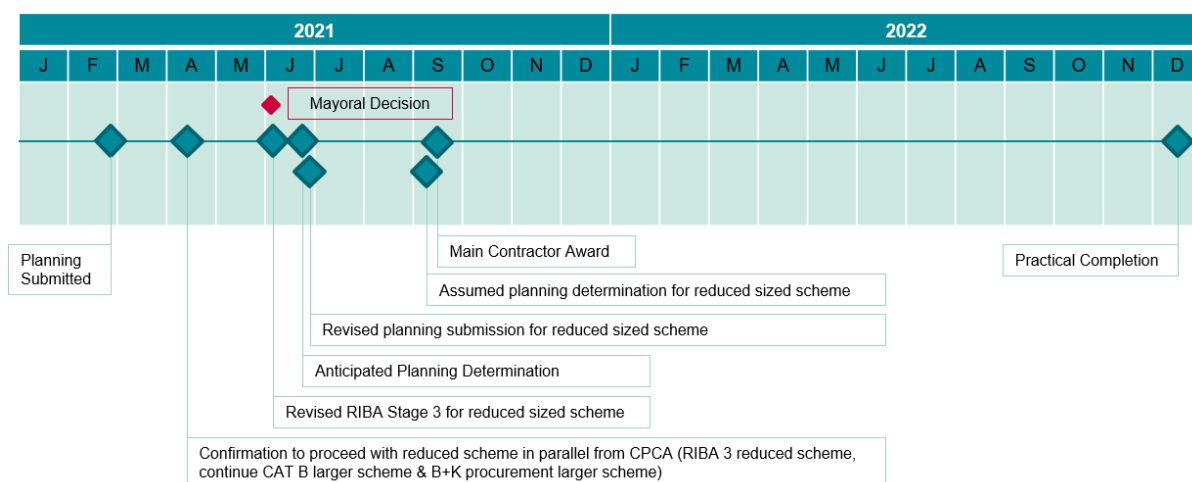 2021 2022
J F M A M J J A S O N D J F M A M J J A S O N D
Mayoral Decision
Planning
Submitted
Main Contractor Award
Practical Completion
Assumed planning determination for reduced sized scheme
Revised planning submission for reduced sized scheme
Anticipated Planning Determination
Revised RIBA Stage 3 for reduced sized scheme
Confirmation to proceed with reduced scheme in parallel from CPCA (RIBA 3 reduced scheme,
continue CAT B larger scheme & B+K procurement larger scheme)